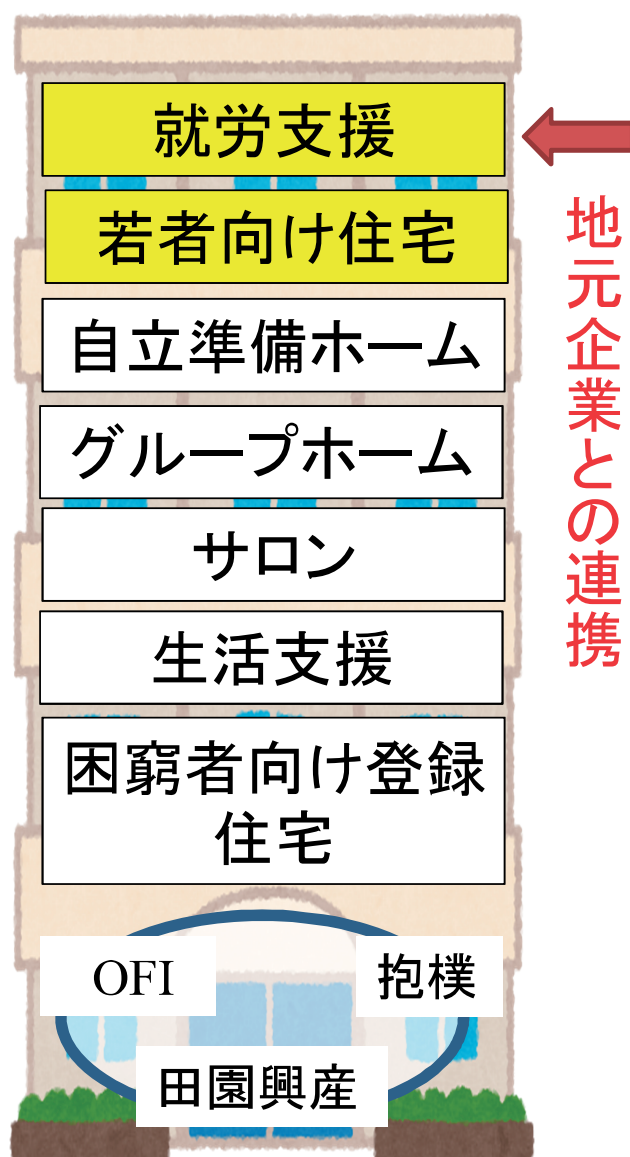 就労支援
若者向け住宅
自立準備ホーム
グループホーム
サロン
生活支援
困窮者向け登録
住宅
OFI
抱樸
田園興産
地元企業との連携